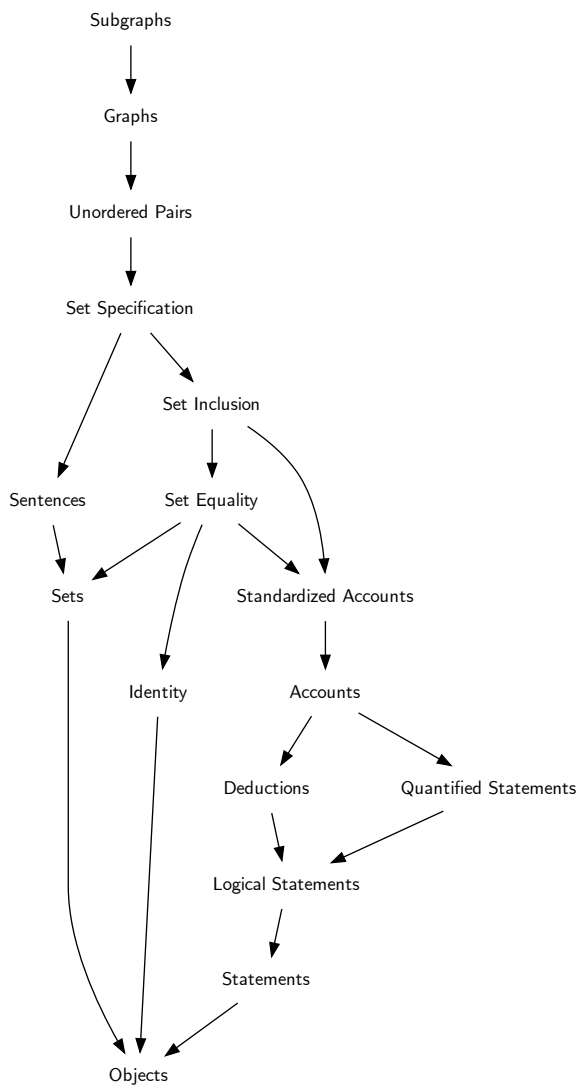 Subgraphs
Graphs
Unordered Pairs
Set Specification
Set Inclusion
Sentences
Set Equality
Sets
Standardized Accounts
Identity
Accounts
Deductions
Quantified Statements
Logical Statements
Statements
Objects